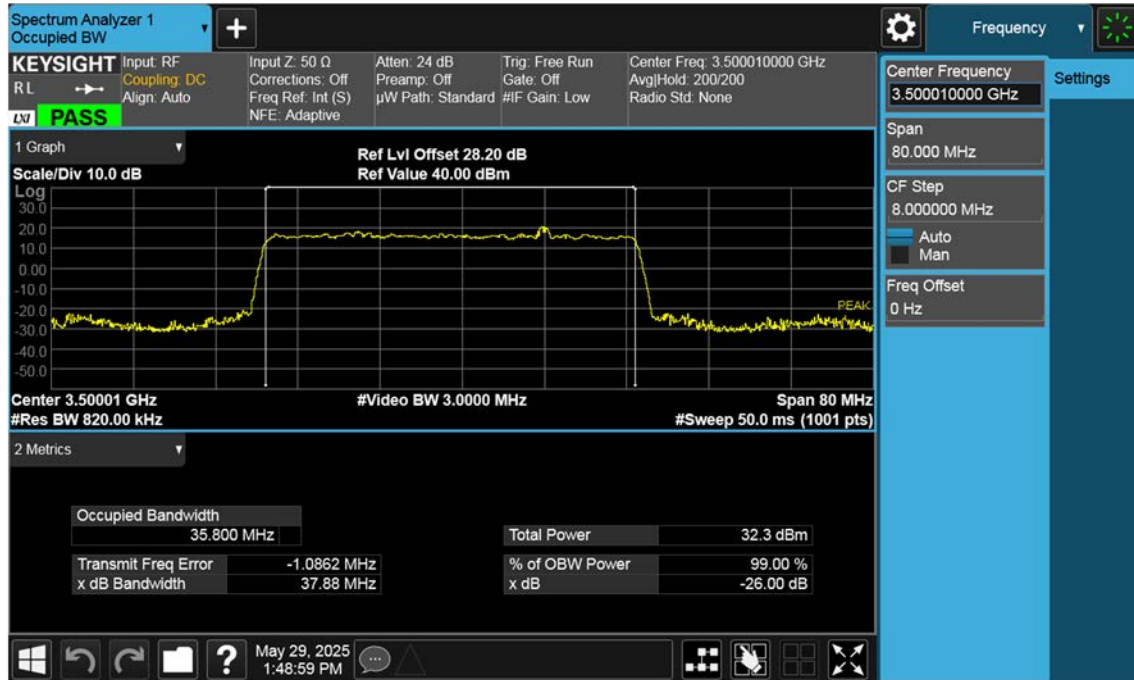 Spectrum Analyzer 1
Occupied BW
Frequency
KEYSIGHT
R L
LXI
PASS
Input: RF
Coupling: DC
Align: Auto
Input Z: 50 Ω
Corrections: Off
Freq Ref: Int (S)
NFE: Adaptive
Atten: 24 dB
Preamp: Off
µW Path: Standard
Trig: Free Run
Gate: Off
#IF Gain: Low
Center Freq: 3.500010000 GHz
Avg|Hold: 200/200
Radio Std: None
Center Frequency
3.500010000 GHz
Settings
Span
80.000 MHz
CF Step
8.000000 MHz
Auto
Man
Freq Offset
0 Hz
1 Graph
Scale/Div 10.0 dB
Ref Lvl Offset 28.20 dB
Ref Value 40.00 dBm
Log
30.0
20.0
10.0
0.00
-10.0
-20.0
-30.0
-40.0
-50.0
PEAK
Center 3.50001 GHz
#Video BW 3.0000 MHz
Span 80 MHz
#Res BW 820.00 kHz
#Sweep 50.0 ms (1001 pts)
2 Metrics
Occupied Bandwidth
35.800 MHz
Total Power 32.3 dBm
Transmit Freq Error -1.0862 MHz
% of OBW Power 99.00 %
x dB Bandwidth 37.88 MHz
x dB -26.00 dB
?
May 29, 2025
1:48:59 PM